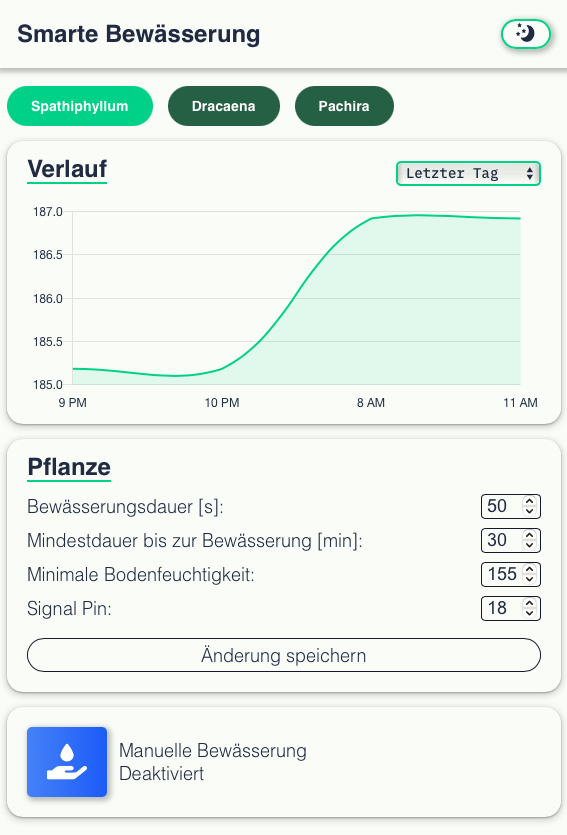 Smarte Bewässerung
Spathiphyllum Dracaena Pachira
Verlauf
Letzter Tag
187.0
186.5
186.0
185.5
185.0
9 PM 10 PM 8 AM 11 AM
Pflanze
Bewässerungsdauer [s]: 50
Mindestdauer bis zur Bewässerung [min]: 30
Minimale Bodenfeuchtigkeit: 155
Signal Pin: 18
Änderung speichern
Manuelle Bewässerung
Deaktiviert